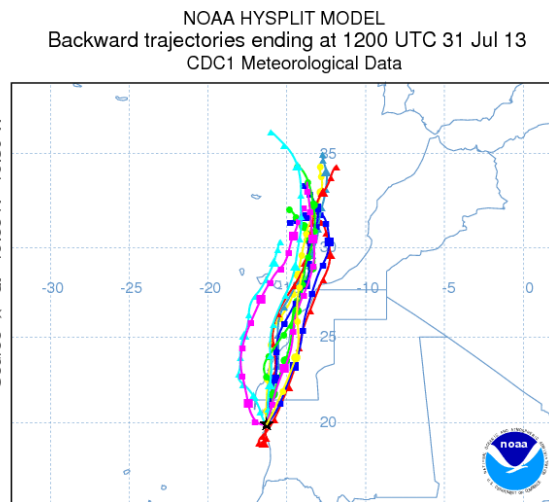 NOAA HYSPLIT MODEL
Backward trajectories ending at 1200 UTC 31 Jul 13
CDC1 Meteorological Data
35
-30
-20
-15
-10
-5
0
25
20
noaa